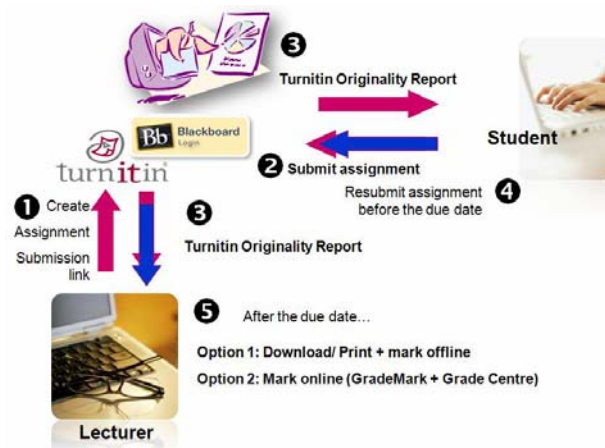 3
Turnitin Originality Report
Student
Bb Blackboard
Login
turnitin
2 Submit assignment
Resubmit assignment 4
before the due date
1 Create
Assignment
Submission
link
3
Turnitin Originality Report
5 After the due date…
Option 1: Download/ Print + mark offline
Option 2: Mark online (GradeMark + Grade Centre)
Lecturer